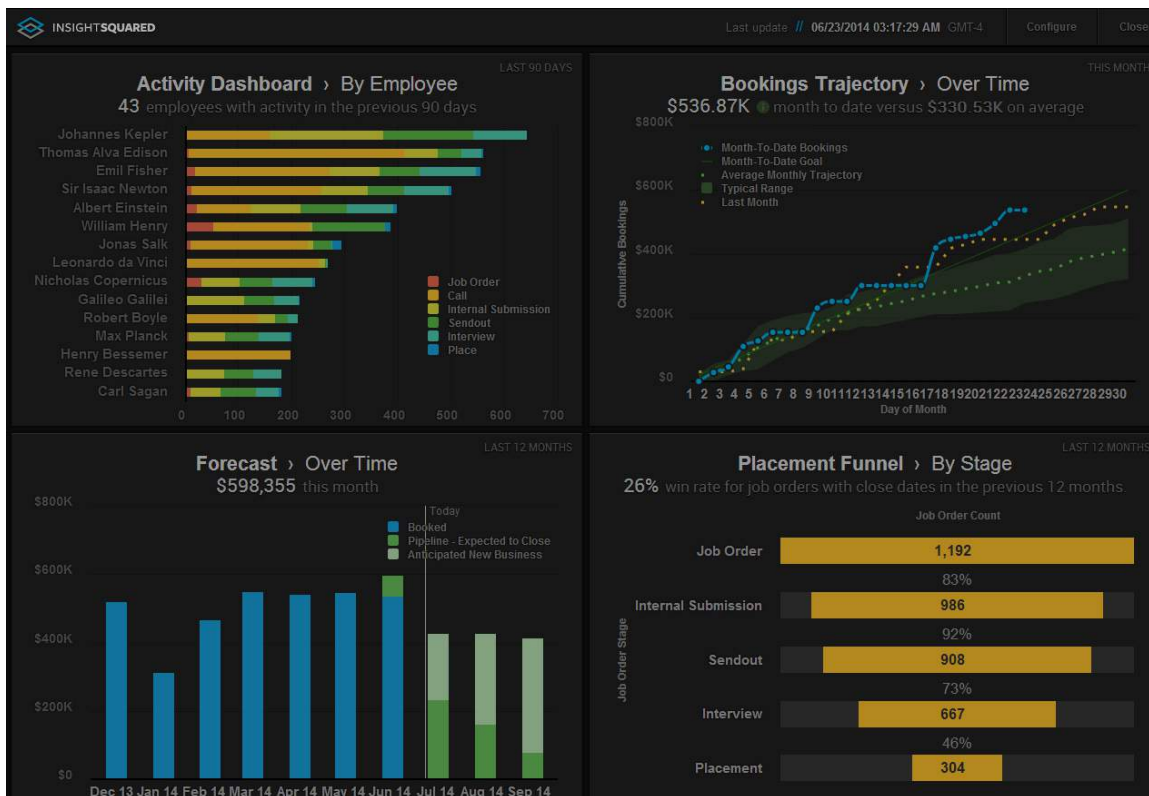 INSIGHTSQUARED
Last update // 06/23/2014 03:17:29 AM GMT-4 Configure Close
LAST 90 DAYS
Activity Dashboard › By Employee
43 employees with activity in the previous 90 days
Johannes Kepler
Thomas Alva Edison
Emil Fisher
Sir Isaac Newton
Albert Einstein
William Henry
Jonas Salk
Leonardo da Vinci
Nicholas Copernicus
Galileo Galilei
Robert Boyle
Max Planck
Henry Bessemer
Rene Descartes
Carl Sagan
Job Order
Call
Internal Submission
Sendout
Interview
Place
0 100 200 300 400 500 600 700
THIS MONTH
Bookings Trajectory › Over Time
$536.87K month to date versus $330.53K on average
$800K
$600K
$400K
$200K
$0
Cumulative Bookings
Month-To-Date Bookings
Month-To-Date Goal
Average Monthly Trajectory
Typical Range
Last Month
1 2 3 4 5 6 7 8 9 10 11 12 13 14 15 16 17 18 19 20 21 22 23 24 25 26 27 28 29 30
Day of Month
LAST 12 MONTHS
Forecast › Over Time
$598,355 this month
$800K
$600K
$400K
$200K
$0
Today
Booked
Pipeline - Expected to Close
Anticipated New Business
Dec 13 Jan 14 Feb 14 Mar 14 Apr 14 May 14 Jun 14 Jul 14 Aug 14 Sep 14
LAST 12 MONTHS
Placement Funnel › By Stage
26% win rate for job orders with close dates in the previous 12 months.
Job Order Count
Job Order Stage
Job Order 1,192
83%
Internal Submission 986
92%
Sendout 908
73%
Interview 667
46%
Placement 304